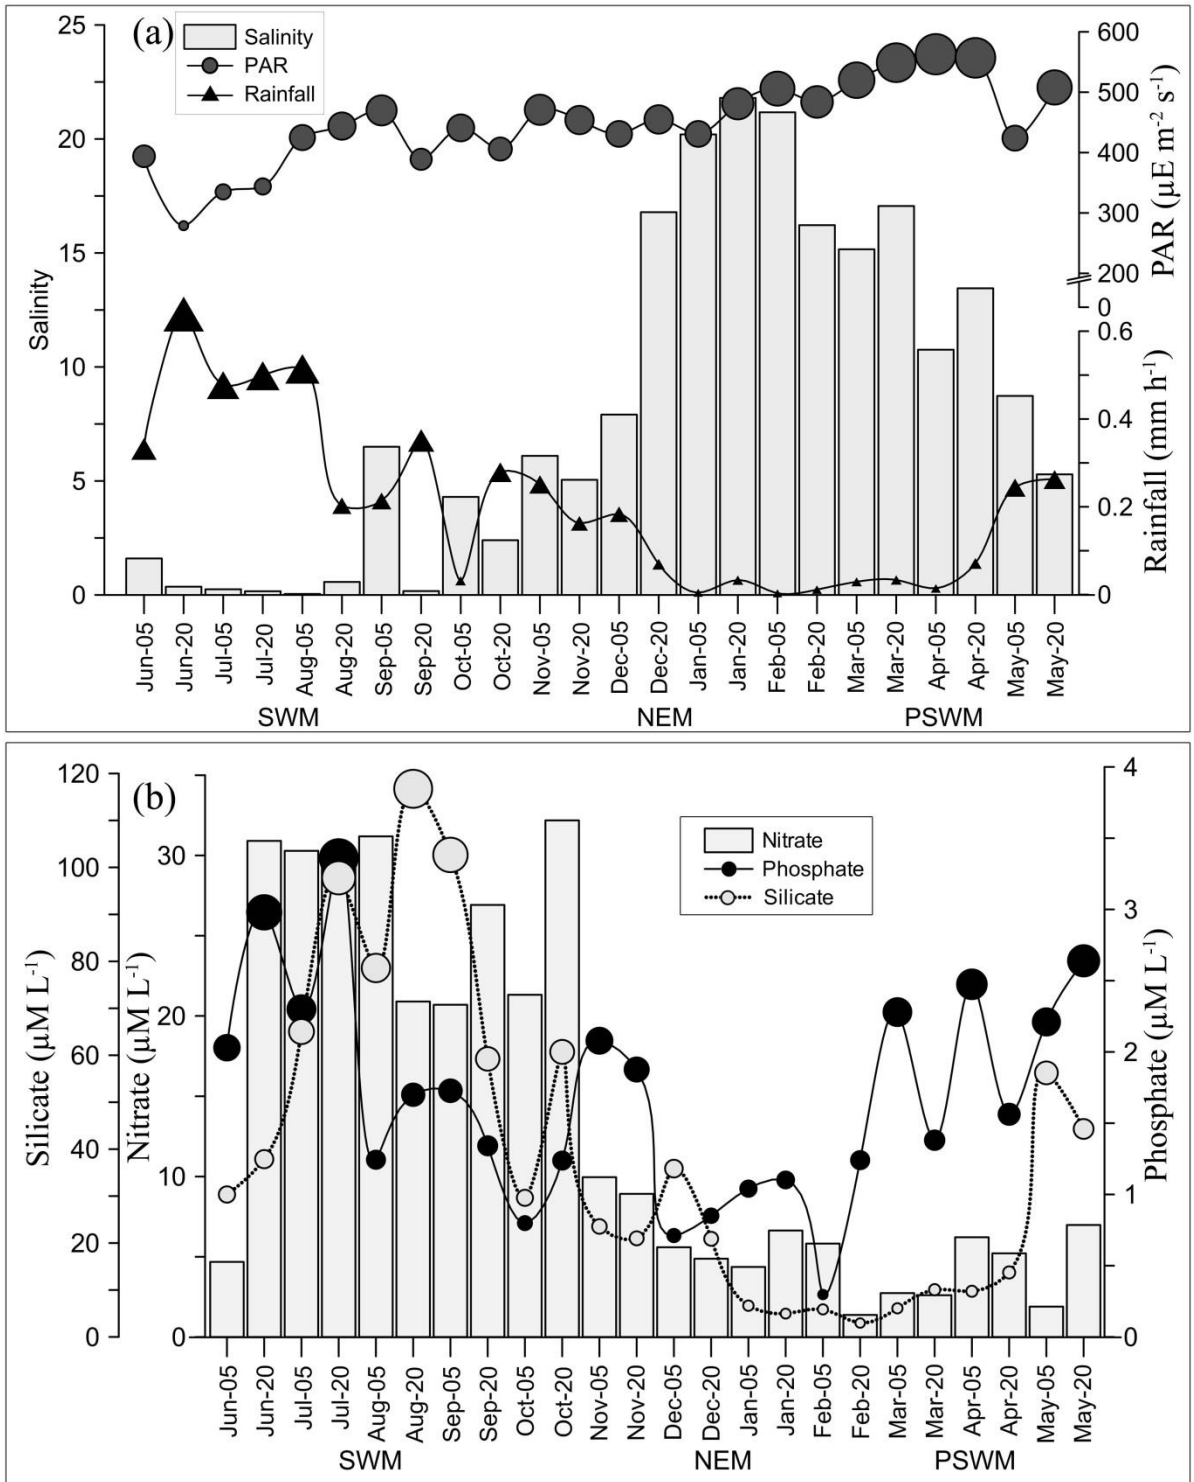 (a)
Salinity
PAR
Rainfall
25
20
15
10
5
0
Salinity
600
500
400
300
200
0
PAR (µE m⁻² s⁻¹)
0.6
0.4
0.2
0
Rainfall (mm h⁻¹)
Jun-05
Jun-20
Jul-05
Jul-20
Aug-05
Aug-20
Sep-05
Sep-20
Oct-05
Oct-20
Nov-05
Nov-20
Dec-05
Dec-20
Jan-05
Jan-20
Feb-05
Feb-20
Mar-05
Mar-20
Apr-05
Apr-20
May-05
May-20
SWM
NEM
PSWM
(b)
Nitrate
Phosphate
Silicate
120
100
80
60
40
20
0
Silicate (µM L⁻¹)
30
20
10
0
Nitrate (µM L⁻¹)
4
3
2
1
0
Phosphate (µM L⁻¹)
Jun-05
Jun-20
Jul-05
Jul-20
Aug-05
Aug-20
Sep-05
Sep-20
Oct-05
Oct-20
Nov-05
Nov-20
Dec-05
Dec-20
Jan-05
Jan-20
Feb-05
Feb-20
Mar-05
Mar-20
Apr-05
Apr-20
May-05
May-20
SWM
NEM
PSWM